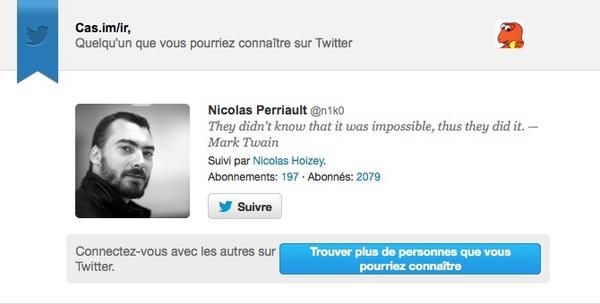 Cas.im/ir,
Quelqu'un que vous pourriez connaître sur Twitter
Nicolas Perriault @n1k0
They didn't know that it was impossible, thus they did it. —
Mark Twain
Suivi par Nicolas Hoizey.
Abonnements: 197 · Abonnés: 2079
Suivre
Connectez-vous avec les autres sur
Twitter.
Trouver plus de personnes que vous
pourriez connaître